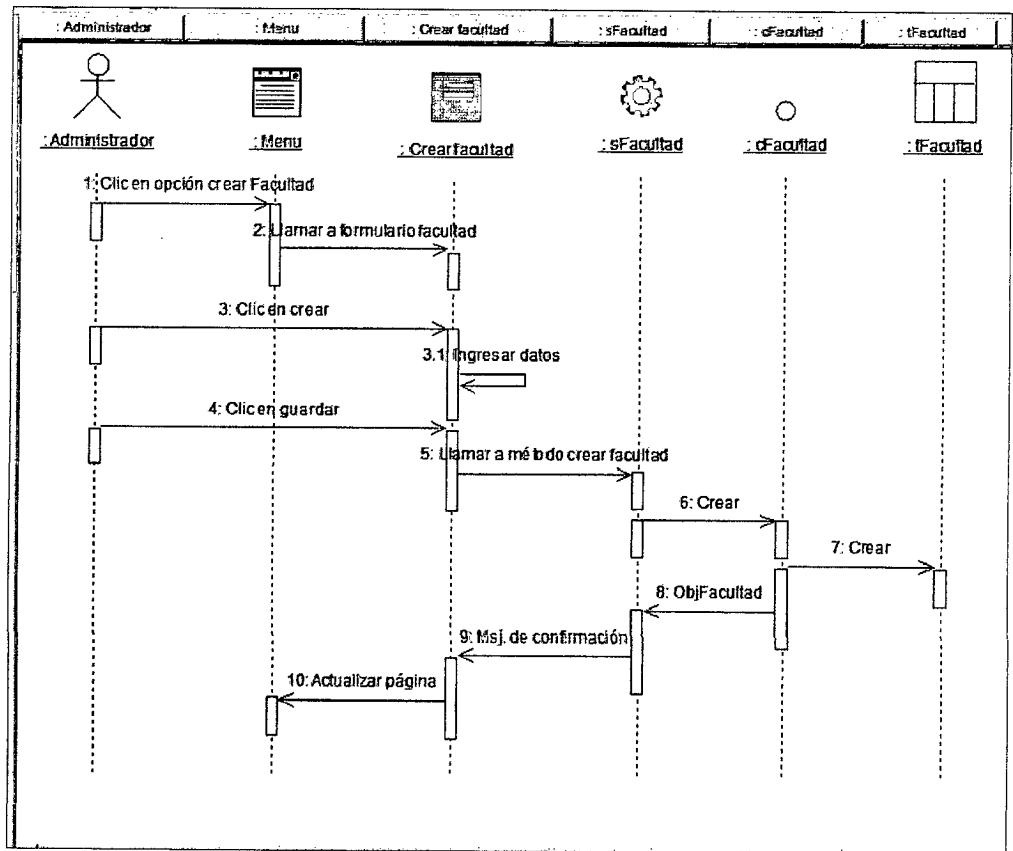 : Administrador
: Menu
: Crear facultad
: sFacultad
: cFacultad
: tFacultad
: Administrador
: Menu
: Crear facultad
: sFacultad
: cFacultad
: tFacultad
1: Clic en opción crear Facultad
2: Llamar a formulario facultad
3: Clic en crear
3.1: Ingresar datos
4: Clic en guardar
5: Llamar a método crear facultad
6: Crear
7: Crear
8: ObjFacultad
9: Msj. de confirmación
10: Actualizar página